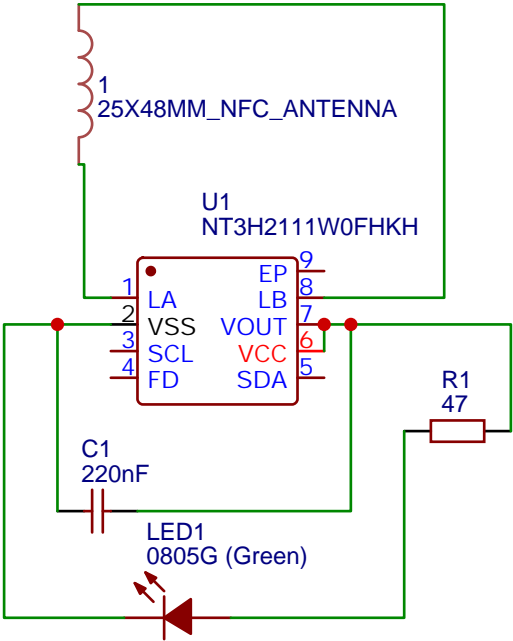 1
25X48MM_NFC_ANTENNA
U1
NT3H2111W0FHKH
EP 9
1 LA
LB 8
2 VSS
VOUT 7
3 SCL
VCC 6
4 FD
SDA 5
R1
47
C1
220nF
LED1
0805G (Green)